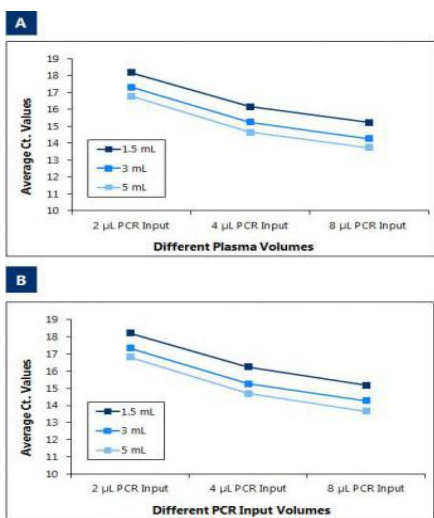 A
Average Ct. Values
19
18
17
16
15
14
13
12
11
10
1.5 mL
3 mL
5 mL
2 µL PCR Input 4 µL PCR Input 8 µL PCR Input
Different Plasma Volumes
B
Average Ct. Values
19
18
17
16
15
14
13
12
11
10
1.5 mL
3 mL
5 mL
2 µL PCR Input 4 µL PCR Input 8 µL PCR Input
Different PCR Input Volumes